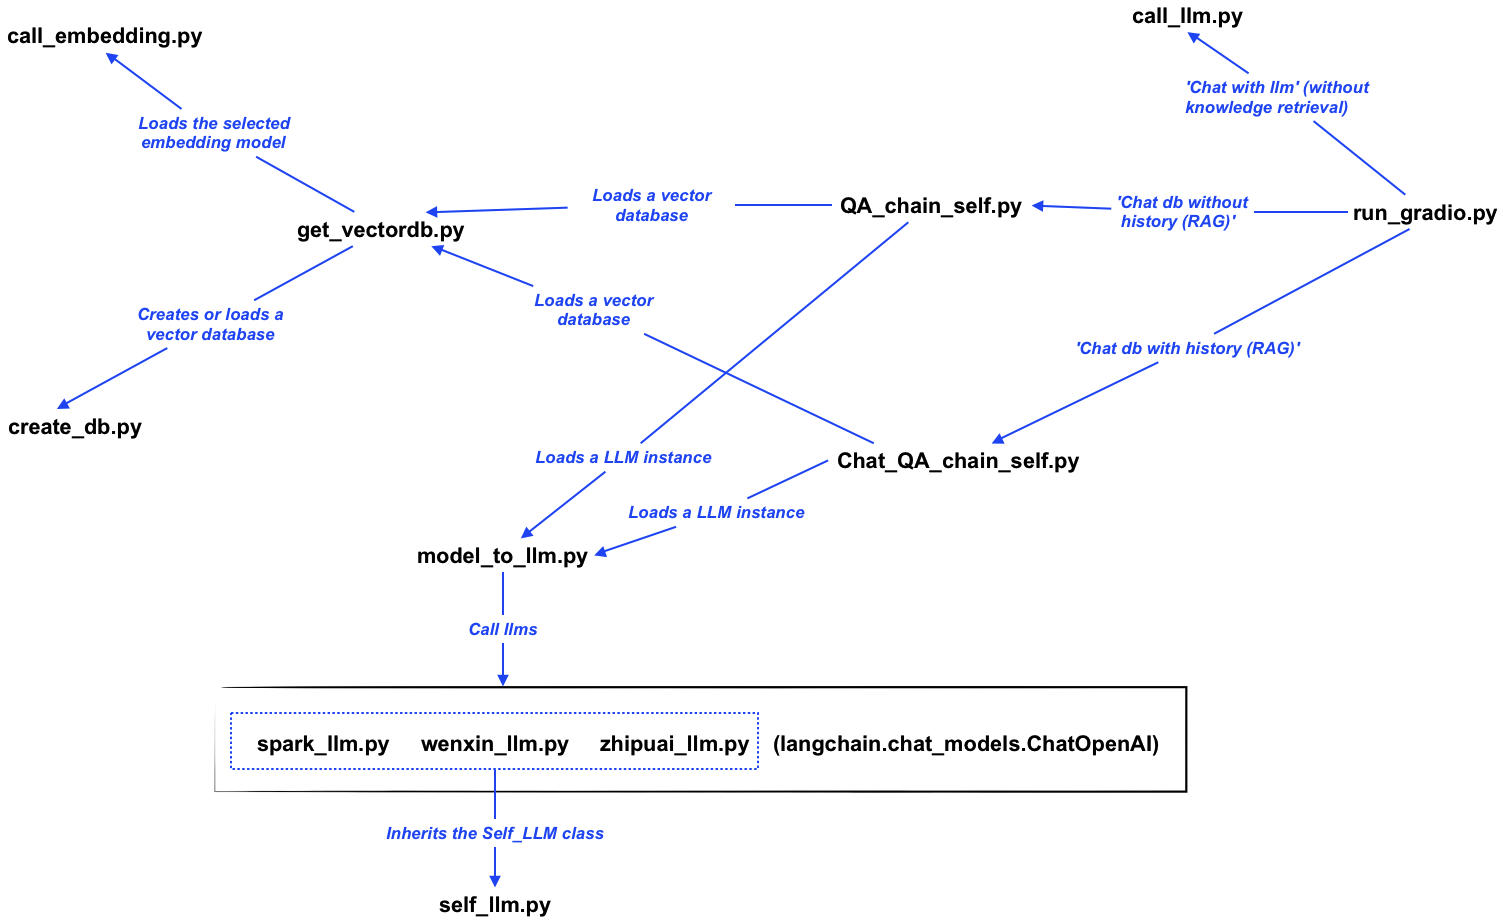 call_llm.py
call_embedding.py
'Chat with llm' (without
knowledge retrieval)
Loads the selected
embedding model
Loads a vector
database
QA_chain_self.py
'Chat db without
history (RAG)'
run_gradio.py
get_vectordb.py
Creates or loads a
vector database
Loads a vector
database
'Chat db with history (RAG)'
create_db.py
Loads a LLM instance
Chat_QA_chain_self.py
Loads a LLM instance
model_to_llm.py
Call llms
spark_llm.py wenxin_llm.py zhipuai_llm.py (langchain.chat_models.ChatOpenAI)
Inherits the Self_LLM class
self_llm.py